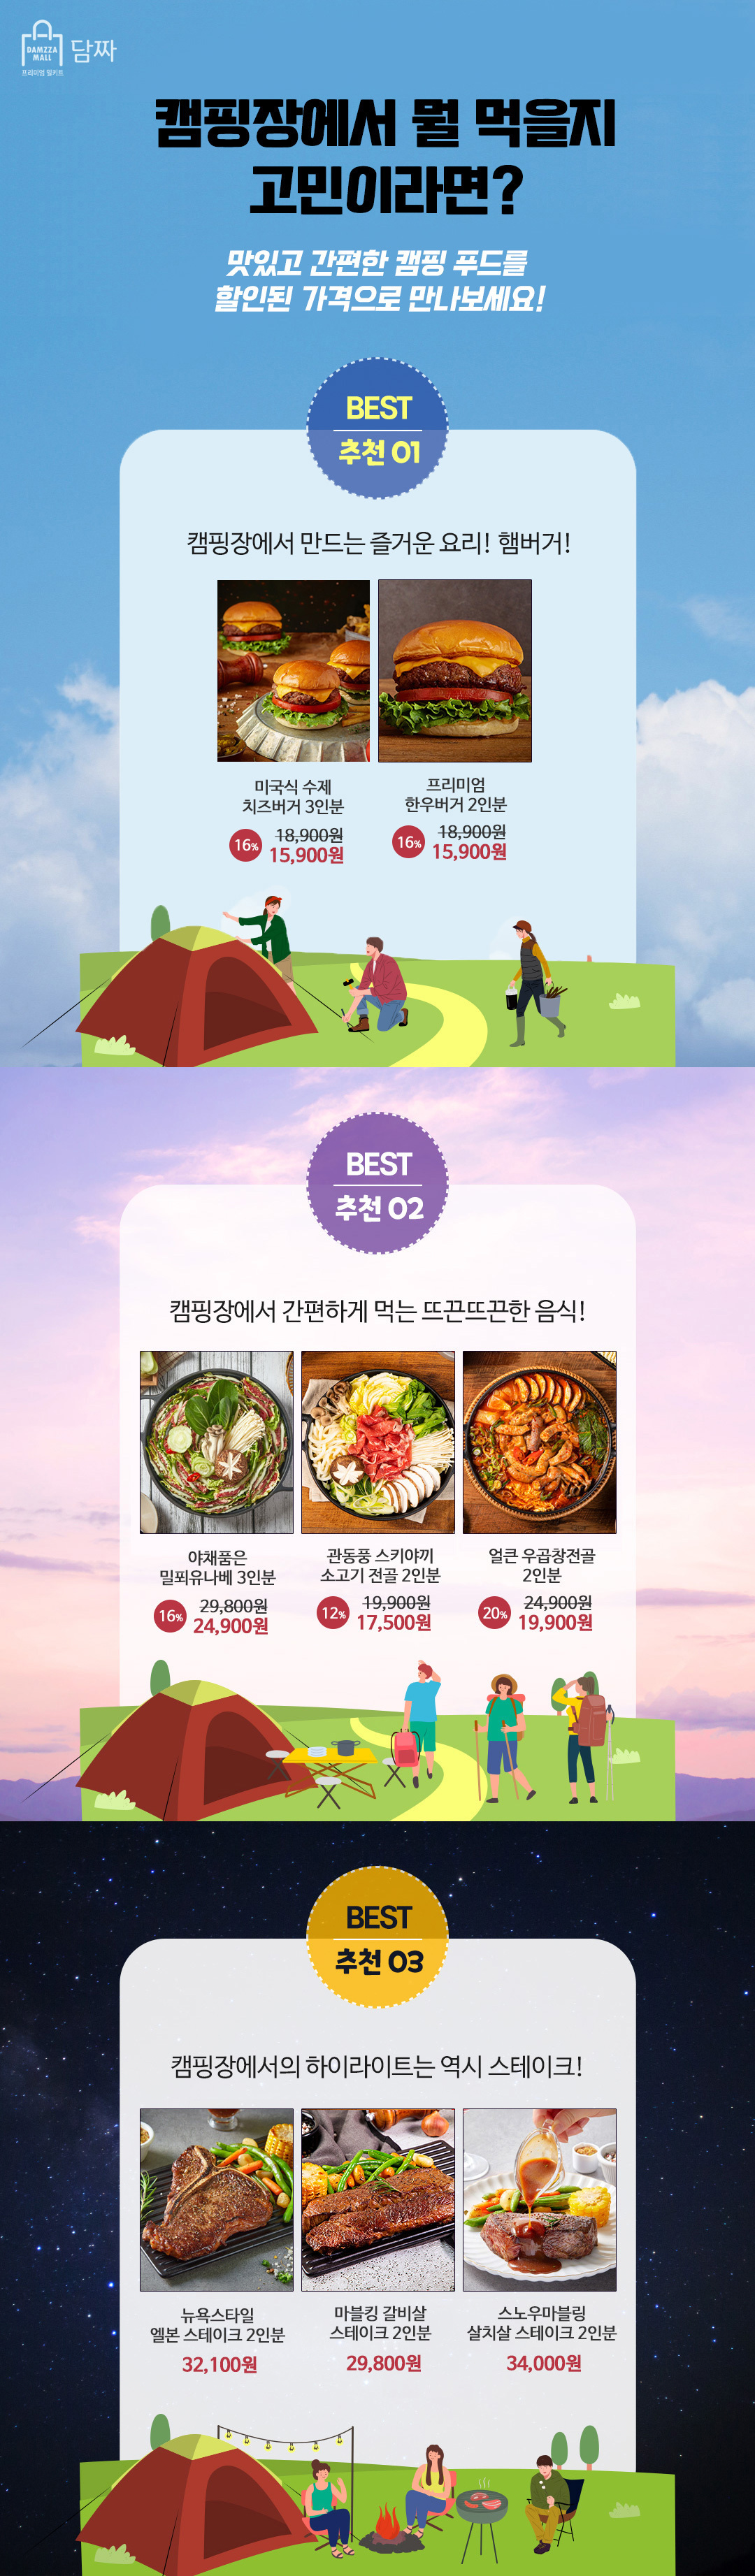 DAMZZA
MALL
담짜
프리미엄 밀키트
캠핑장에서 뭘 먹을지
고민이라면?
맛있고 간편한 캠핑 푸드를
할인된 가격으로 만나보세요!
BEST
추천 01
캠핑장에서 만드는 즐거운 요리! 햄버거!
미국식 수제
치즈버거 3인분
16%
18,900원
15,900원
프리미엄
한우버거 2인분
16%
18,900원
15,900원
BEST
추천 02
캠핑장에서 간편하게 먹는 뜨끈뜨끈한 음식!
야채품은
밀푀유나베 3인분
16%
29,800원
24,900원
관동풍 스키야끼
소고기 전골 2인분
12%
19,900원
17,500원
얼큰 우곱창전골
2인분
20%
24,900원
19,900원
BEST
추천 03
캠핑장에서의 하이라이트는 역시 스테이크!
뉴욕스타일
엘본 스테이크 2인분
32,100원
마블킹 갈비살
스테이크 2인분
29,800원
스노우마블링
살치살 스테이크 2인분
34,000원